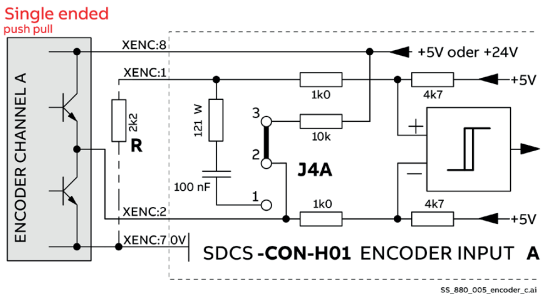 Single ended
push pull
XENC:8
+5V oder +24V
XENC:1
+5V
1k0
4k7
ENCODER CHANNEL A
2k2
R
121 W
3
10k
2
J4A
+
−
100 nF
1
1k0
4k7
XENC:2
+5V
XENC:7 0V
SDCS -CON-H01 ENCODER INPUT A
SS_880_005_encoder_c.ai